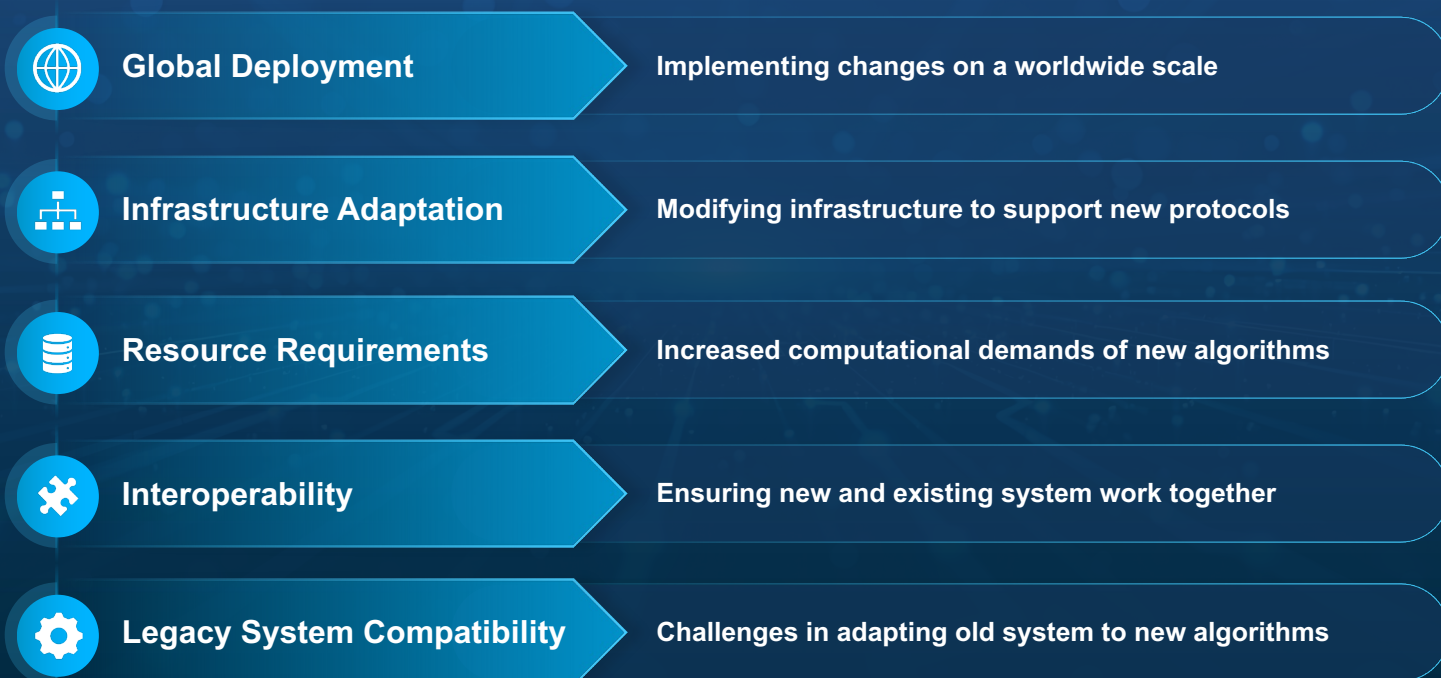 Global Deployment
Implementing changes on a worldwide scale
Infrastructure Adaptation
Modifying infrastructure to support new protocols
Resource Requirements
Increased computational demands of new algorithms
Interoperability
Ensuring new and existing system work together
Legacy System Compatibility
Challenges in adapting old system to new algorithms